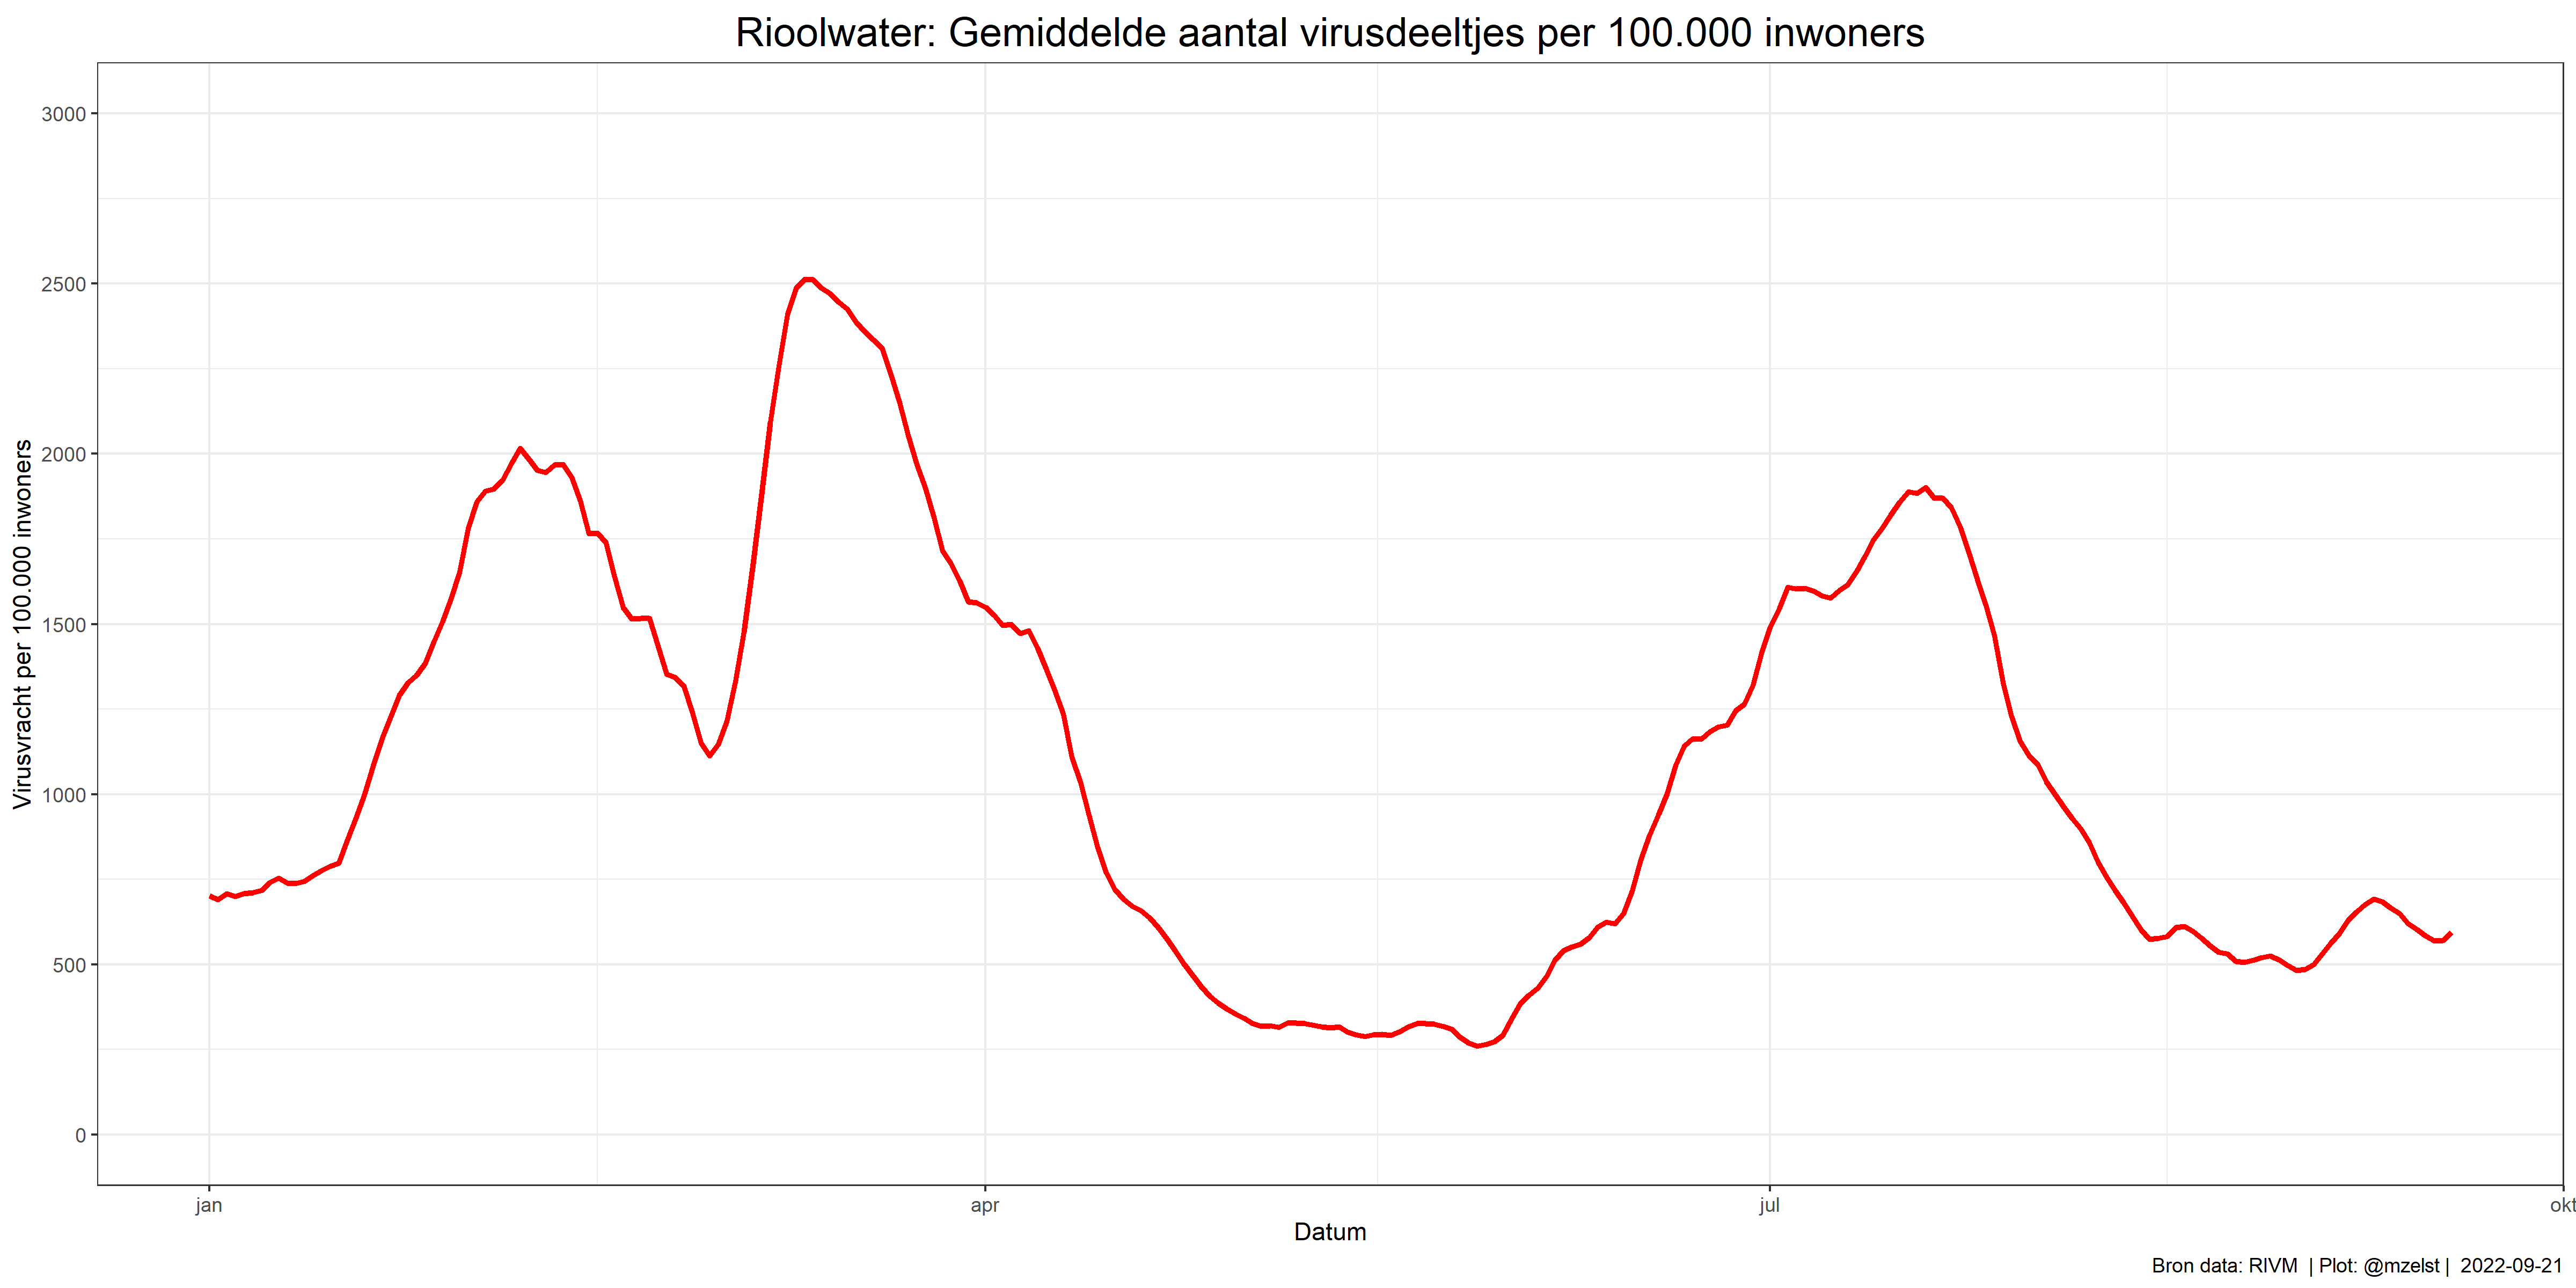 Rioolwater: Gemiddelde aantal virusdeeltjes per 100.000 inwoners
Virusvracht per 100.000 inwoners
3000
2500
2000
1500
1000
500
0
jan apr jul okt
Datum
Bron data: RIVM | Plot: @mzelst | 2022-09-21